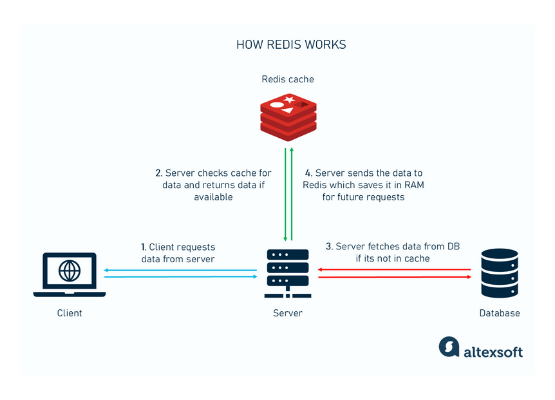 HOW REDIS WORKS
Redis cache
2. Server checks cache for
data and returns data if
available
4. Server sends the data to
Redis which saves it in RAM
for future requests
1. Client requests
data from server
3. Server fetches data from DB
if its not in cache
Client
Server
Database
altexsoft